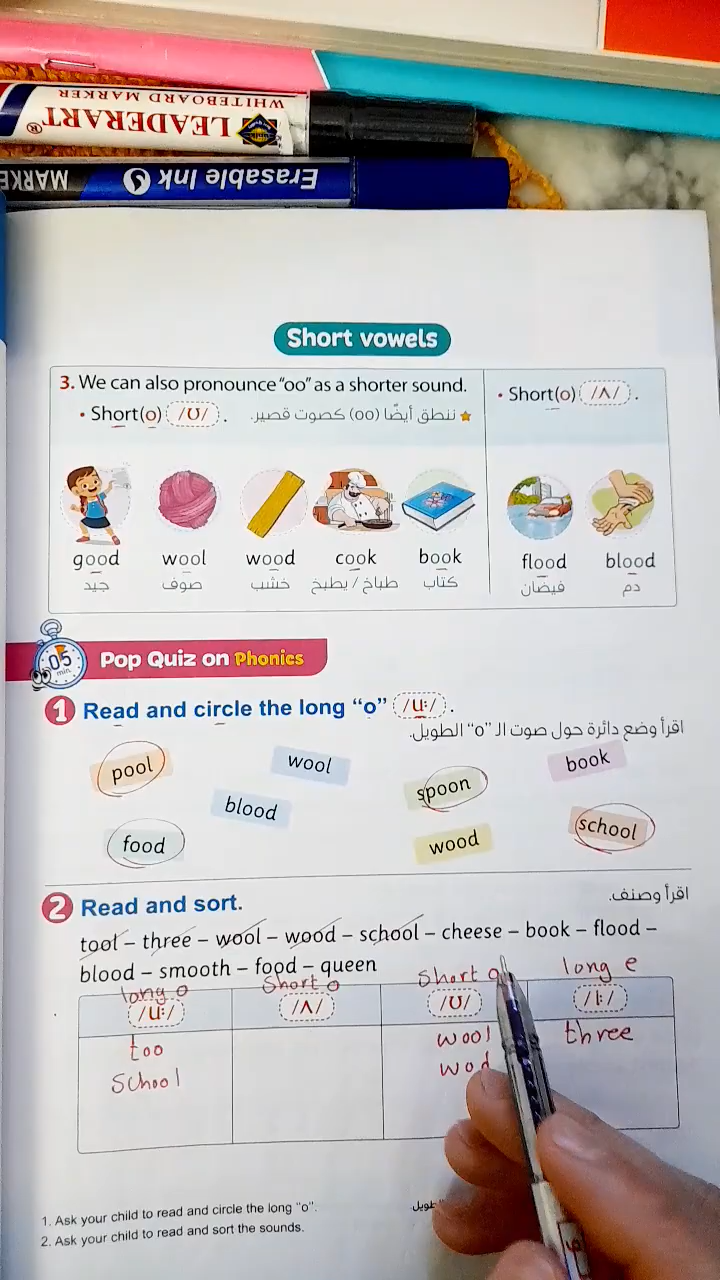 WHITEBOARD MARKER
LEADERART®
Erasable Ink
MARKE
Short vowels
3. We can also pronounce “oo” as a shorter sound.
• Short(o) /ʊ/ .
★ ننطق أيضًا (oo) كصوت قصير.
• Short(o) /ʌ/ .
good wool wood cook book flood blood
جيد صوف خشب طباخ / يطبخ كتاب فيضان دم
05
min
Pop Quiz on Phonics
1 Read and circle the long “o” /u:/ .
اقرأ وضع دائرة حول صوت الـ “o” الطويل.
pool wool spoon book
blood
food wood school
2 Read and sort.
اقرأ وصنف.
tool – three – wool – wood – school – cheese – book – flood –
blood – smooth – food – queen
long o short o short o long e
/u:/ /ʌ/ /ʊ/ /I:/
too wool three
school wod
1. Ask your child to read and circle the long “o”.
2. Ask your child to read and sort the sounds.